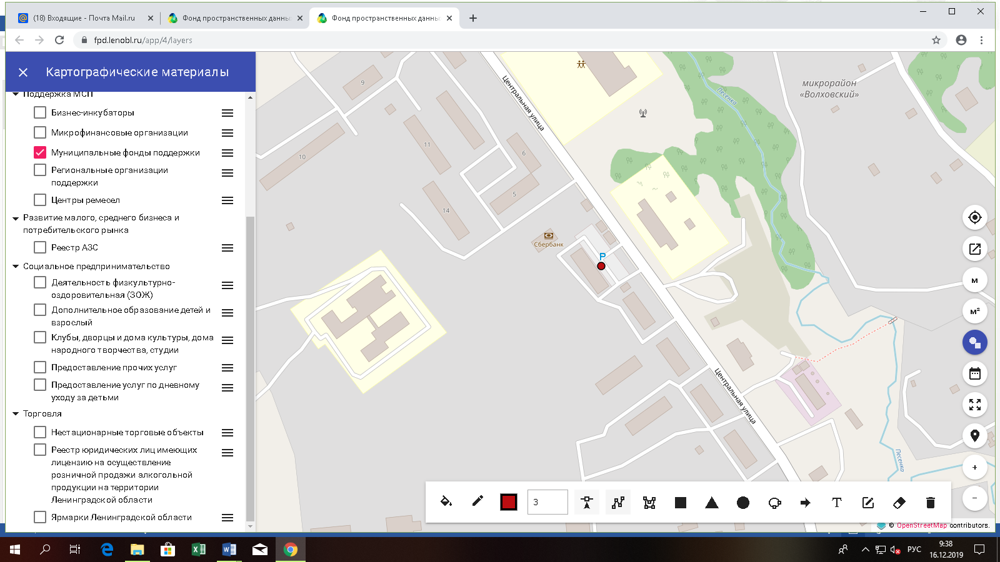 (18) Входящие - Почта Mail.ru
Фонд пространственных данны
Фонд пространственных данны
fpd.lenobl.ru/app/4/layers
Картографические материалы
Поддержка МСП
Бизнес-инкубаторы
Микрофинансовые организации
Муниципальные фонды поддержки
Региональные организации
поддержки
Центры ремесел
Развитие малого, среднего бизнеса и
потребительского рынка
Реестр АЗС
Социальное предпринимательство
Деятельность физкультурно-
оздоровительная (ЗОЖ)
Дополнительное образование детей и
взрослый
Клубы, дворцы и дома культуры, дома
народного творчества, студии
Предоставление прочих услуг
Предоставление услуг по дневному
уходу за детьми
Торговля
Нестационарные торговые объекты
Реестр юридических лиц имеющих
лицензию на осуществление
розничной продажи алкогольной
продукции на территории
Ленинградской области
Ярмарки Ленинградской области
9
Центральная улица
Песенка
микрорайон
«Волховский»
11
6
10
5
14
Сбербанк
P
Центральная улица
Песенка
м
м²
+
−
3
T
© OpenStreetMap contributors.
РУС
9:38
16.12.2019